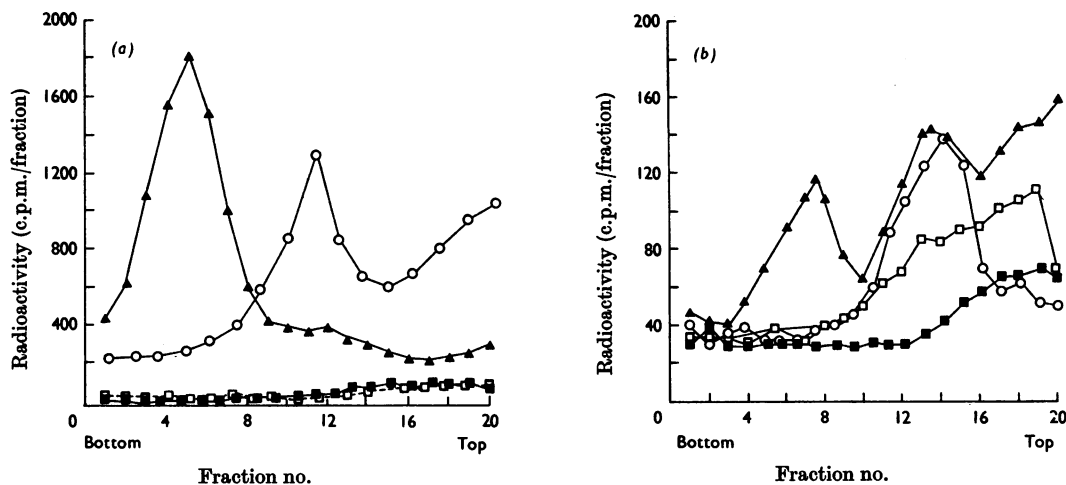 (a)
Radioactivity (c.p.m./fraction)
2000
1600
1200
800
400
0
4
8
12
16
20
Bottom
Top
Fraction no.
(b)
Radioactivity (c.p.m./fraction)
200
160
120
80
40
0
4
8
12
16
20
Bottom
Top
Fraction no.